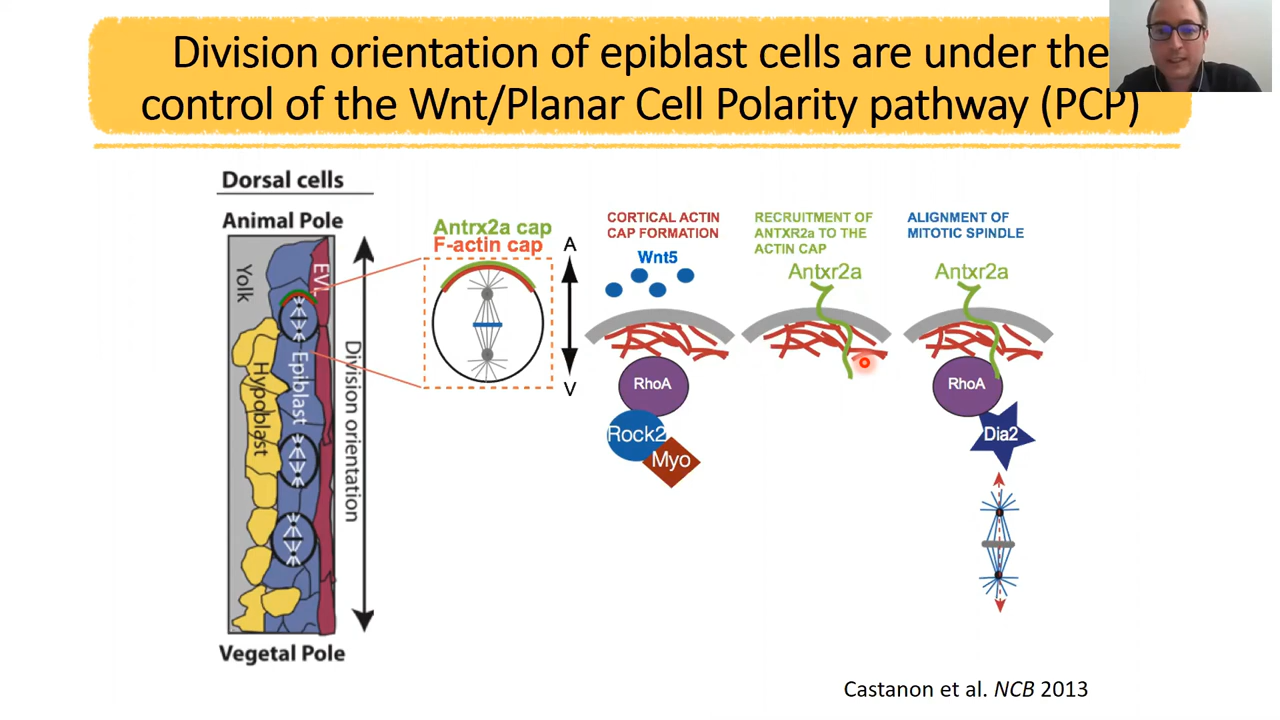 Division orientation of epiblast cells are under the
control of the Wnt/Planar Cell Polarity pathway (PCP)
Dorsal cells
Animal Pole
Yolk
EVL
Epiblast
Hypoblast
Division orientation
Vegetal Pole
Antrx2a cap
F-actin cap
A
V
CORTICAL ACTIN
CAP FORMATION
Wnt5
RhoA
Rock2
Myo
RECRUITMENT OF
ANTXR2a TO THE
ACTIN CAP
Antxr2a
ALIGNMENT OF
MITOTIC SPINDLE
Antxr2a
RhoA
Dia2
Castanon et al. NCB 2013